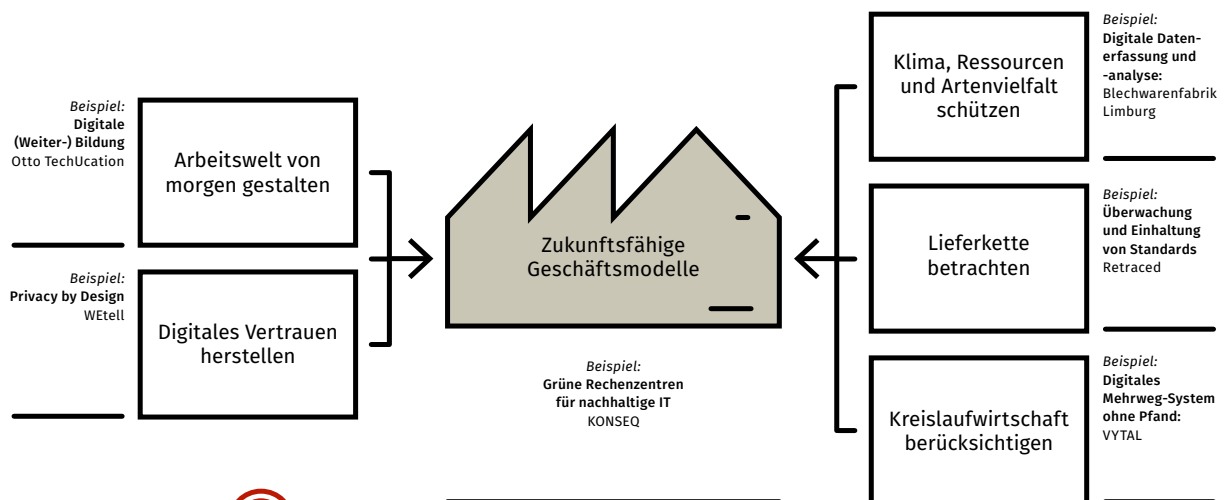 Beispiel:
Digitale
(Weiter-) Bildung
Otto TechUcation
Arbeitswelt von
morgen gestalten
Beispiel:
Privacy by Design
WEtell
Digitales Vertrauen
herstellen
Zukunftsfähige
Geschäftsmodelle
Beispiel:
Grüne Rechenzentren
für nachhaltige IT
KONSEQ
Klima, Ressourcen
und Artenvielfalt
schützen
Beispiel:
Digitale Daten-
erfassung und
-analyse:
Blechwarenfabrik
Limburg
Lieferkette
betrachten
Beispiel:
Überwachung
und Einhaltung
von Standards
Retraced
Kreislaufwirtschaft
berücksichtigen
Beispiel:
Digitales
Mehrweg-System
ohne Pfand:
VYTAL